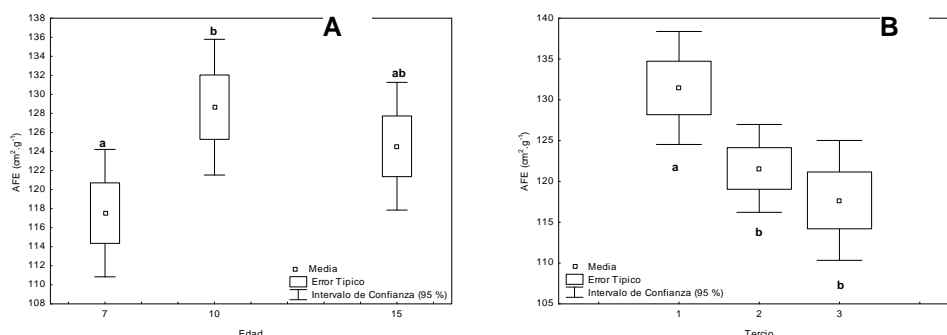 A
138
136
134
132
130
128
126
124
122
120
118
116
114
112
110
108
AFE (cm².g⁻¹)
a
b
ab
Media
Error Tipico
Intervalo de Confianza (95 %)
7
10
15
Edad
B
140
135
130
125
120
115
110
105
AFE (cm².g⁻¹)
a
b
b
Media
Error Tipico
Intervalo de Confianza (95 %)
1
2
3
Tercio